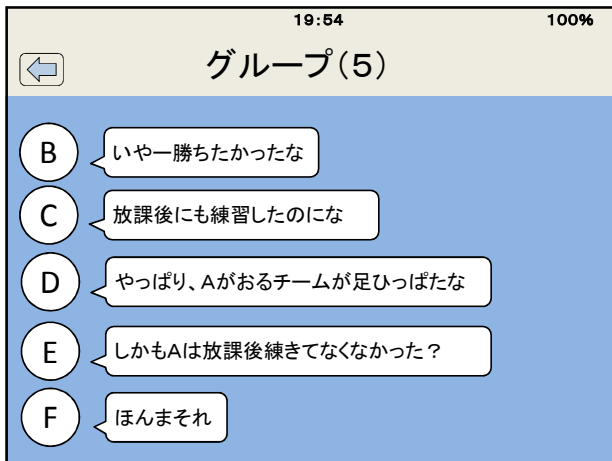 19:54 100%
グループ(5)
B いやー勝ちたかったな
C 放課後にも練習したのにな
D やっぱり、Aがおるチームが足ひっぱたな
E しかもAは放課後練きてなくなかった？
F ほんまそれ